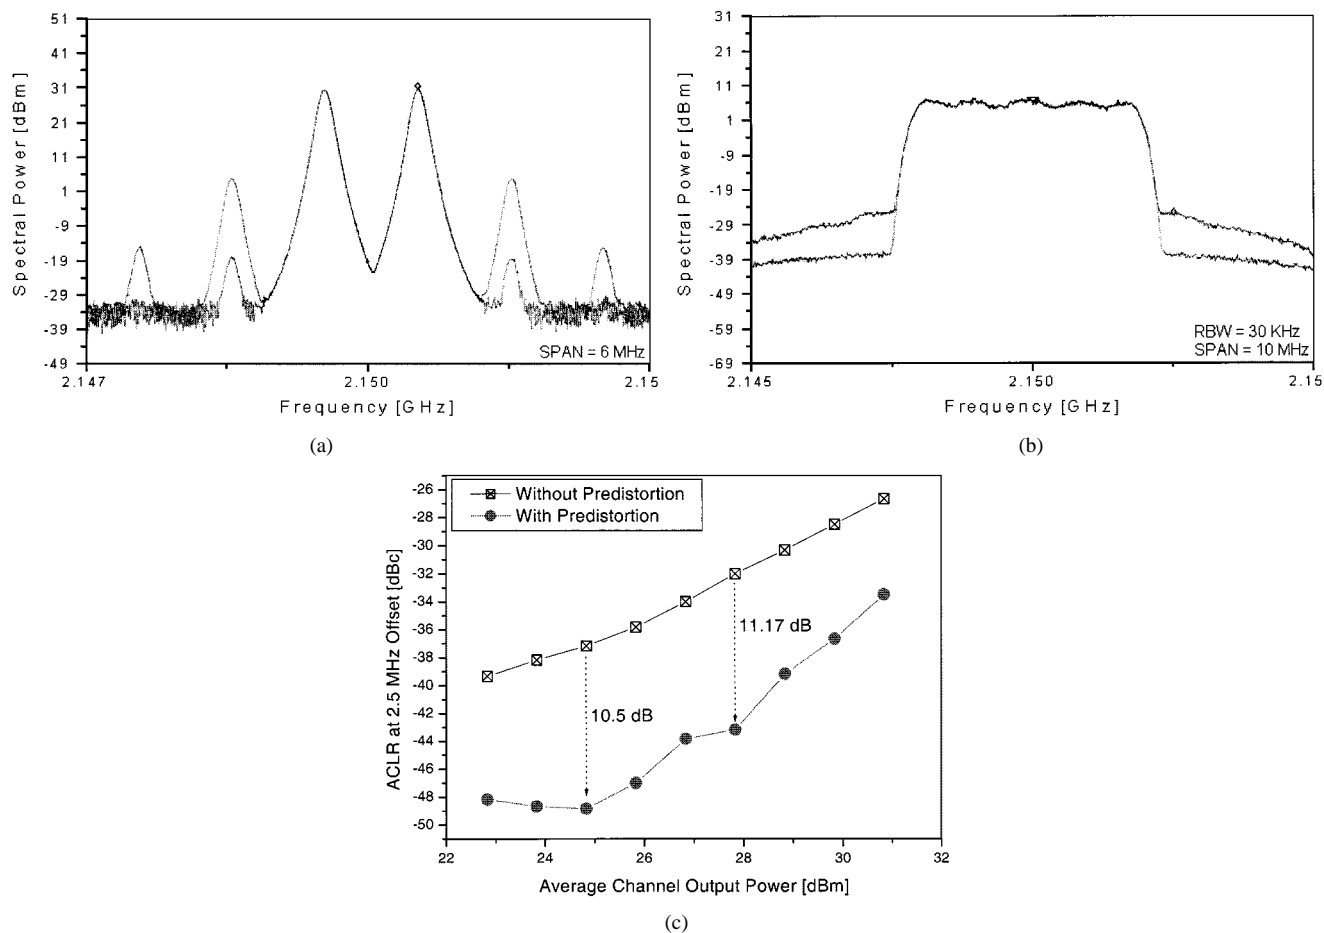 51
41
31
21
11
1
-9
-19
-29
-39
-49
Spectral Power [dBm]
SPAN = 6 MHz
2.147
2.150
2.15
Frequency [GHz]
(a)
31
21
11
1
-9
-19
-29
-39
-49
-59
-69
Spectral Power [dBm]
RBW = 30 KHz
SPAN = 10 MHz
2.145
2.150
2.15
Frequency [GHz]
(b)
-26
-28
-30
-32
-34
-36
-38
-40
-42
-44
-46
-48
-50
ACLR at 2.5 MHz Offset [dBc]
Without Predistortion
With Predistortion
11.17 dB
10.5 dB
22
24
26
28
30
32
Average Channel Output Power [dBm]
(c)